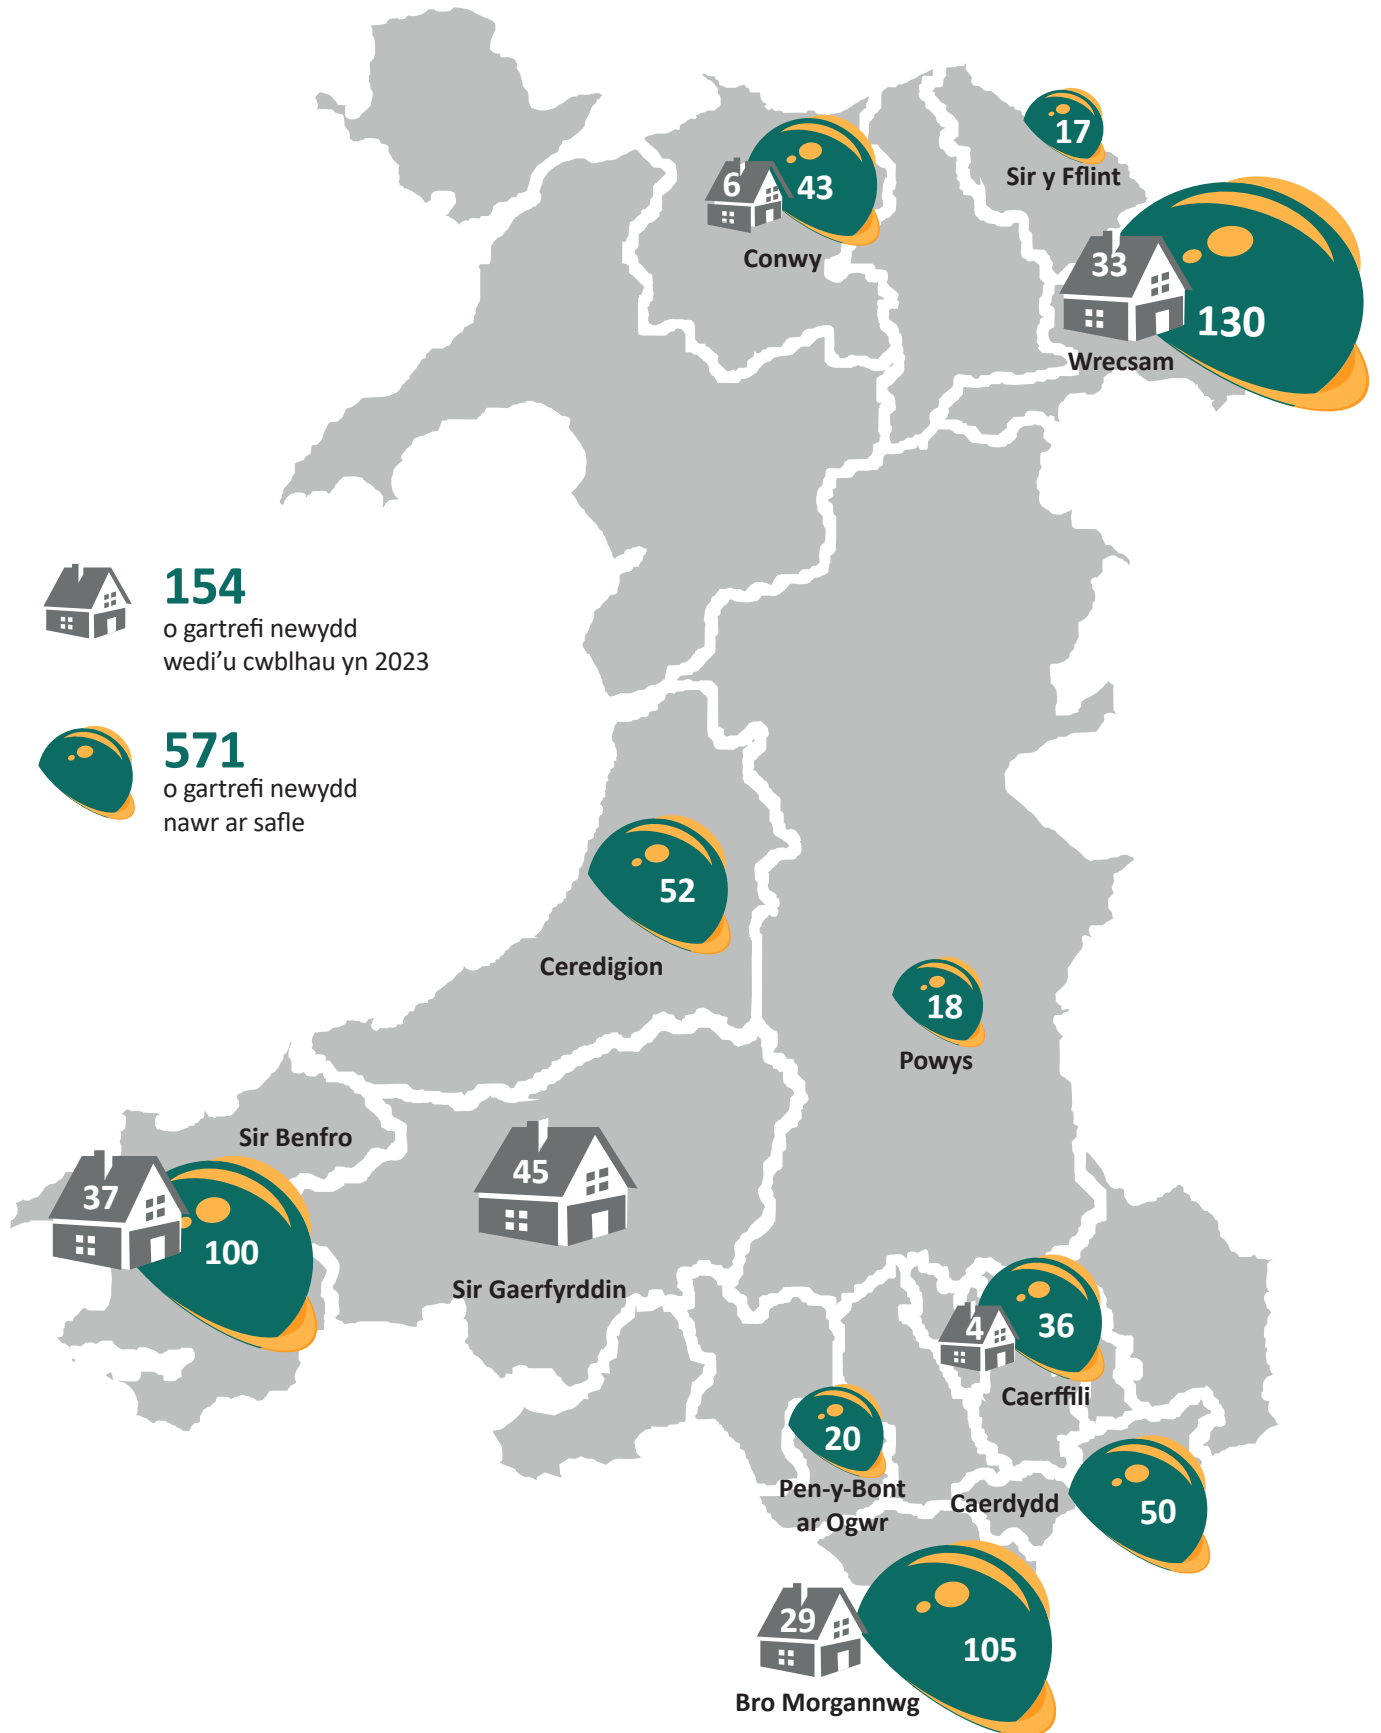 17
Sir y Fflint
6
43
Conwy
33
130
Wrecsam
154
o gartrefi newydd
wedi'u cwblhau yn 2023
571
o gartrefi newydd
nawr ar safle
52
Ceredigion
18
Powys
Sir Benfro
37
100
45
Sir Gaerfyrddin
4
36
Caerffili
20
Pen-y-Bont
ar Ogwr
Caerdydd
50
29
105
Bro Morgannwg